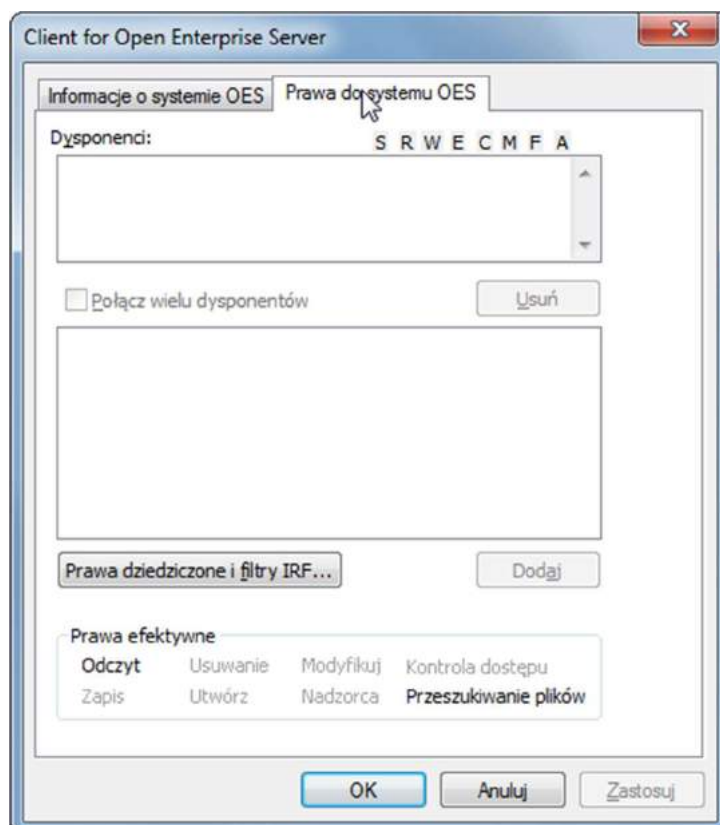 Client for Open Enterprise Server
Informacje o systemie OES Prawa do systemu OES
Dysponenci: S R W E C M F A
Połącz wielu dysponentów Usuń
Prawa dziedziczone i filtry IRF... Dodaj
Prawa efektywne
Odczyt Usuwanie Modyfikuj Kontrola dostępu
Zapis Utwórz Nadzorca Przeszukiwanie plików
OK Anuluj Zastosuj